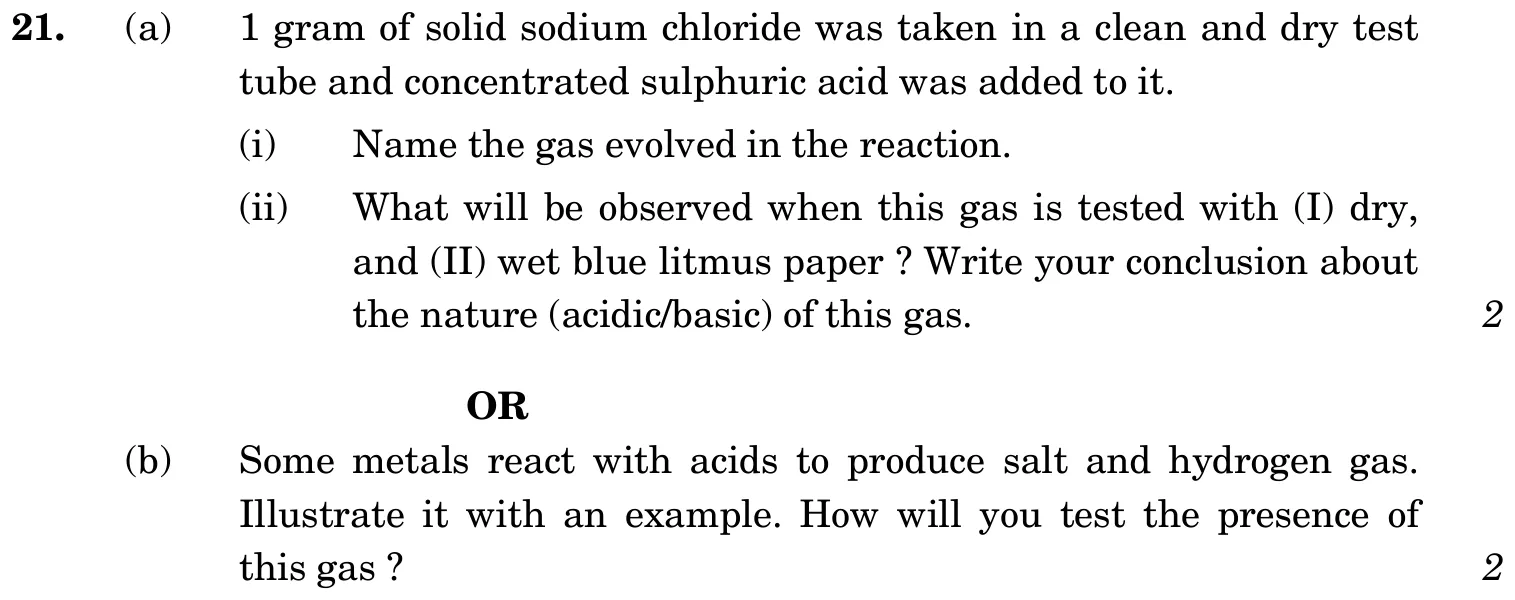 21. (a) 1 gram of solid sodium chloride was taken in a clean and dry test
tube and concentrated sulphuric acid was added to it.
(i) Name the gas evolved in the reaction.
(ii) What will be observed when this gas is tested with (I) dry,
and (II) wet blue litmus paper ? Write your conclusion about
the nature (acidic/basic) of this gas. 2
OR
(b) Some metals react with acids to produce salt and hydrogen gas.
Illustrate it with an example. How will you test the presence of
this gas ? 2